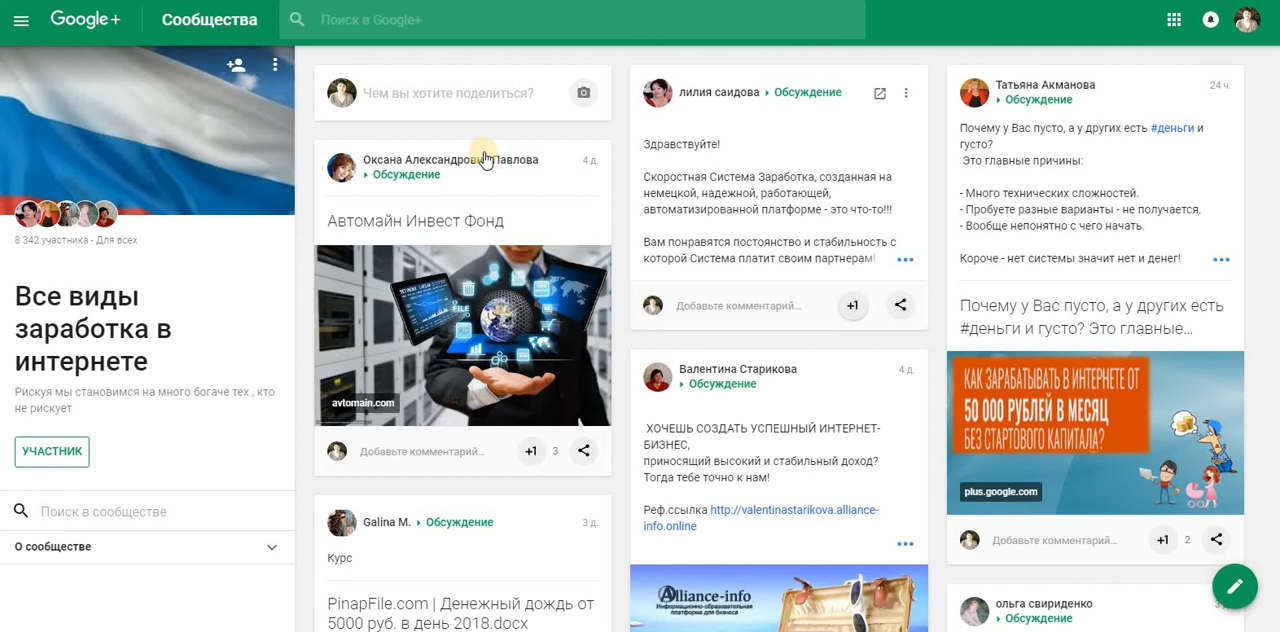 Google+
Сообщества
Поиск в Google+
8 342 участника - Для всех
Все виды
заработка в
интернете
Рискуя мы становимся на много богаче тех , кто
не рискует
УЧАСТНИК
Поиск в сообществе
О сообществе
Чем вы хотите поделиться?
Оксана Александровна Павлова
4 д.
Обсуждение
Автомайн Инвест Фонд
FILE
avtomain.com
Добавьте комментарий...
+1
3
Galina M.
Обсуждение
3 д.
Курс
PinapFile.com | Денежный дождь от
5000 руб. в день 2018.docx
лилия саидова
Обсуждение
Здравствуйте!
Скоростная Система Заработка, созданная на
немецкой, надежной, работающей,
автоматизированной платформе - это что-то!!!
Вам понравятся постоянство и стабильность с
которой Система платит своим партнерам!
Добавьте комментарий...
+1
Валентина Старикова
4 д.
Обсуждение
ХОЧЕШЬ СОЗДАТЬ УСПЕШНЫЙ ИНТЕРНЕТ-
БИЗНЕС,
приносящий высокий и стабильный доход?
Тогда тебе точно к нам!
Реф.ссылка http://valentinastarikova.alliance-
info.online
Alliance-info
Информационно-образовательная
платформа для бизнеса
Татьяна Акманова
24 ч.
Обсуждение
Почему у Вас пусто, а у других есть #деньги и
густо?
Это главные причины:
- Много технических сложностей.
- Пробуете разные варианты - не получается.
- Вообще непонятно с чего начать.
Короче - нет системы значит нет и денег!
Почему у Вас пусто, а у других есть
#деньги и густо? Это главные...
КАК ЗАРАБАТЫВАТЬ В ИНТЕРНЕТЕ ОТ
50 000 РУБЛЕЙ В МЕСЯЦ
БЕЗ СТАРТОВОГО КАПИТАЛА?
plus.google.com
Добавьте комментарий...
+1
2
ольга свириденко
Обсуждение